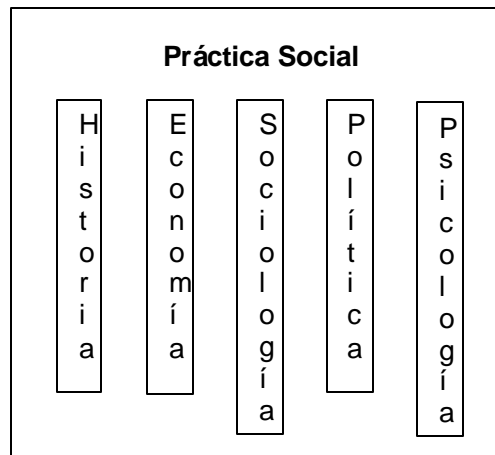 Práctica Social
Historia
Economía
Sociología
Política
Psicología